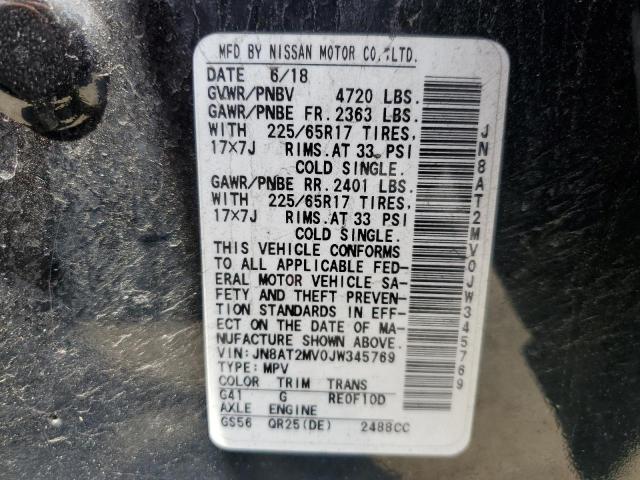 MFD BY NISSAN MOTOR CO.,LTD.
DATE 6/18
GVWR/PNBV 4720 LBS.
GAWR/PNBE FR. 2363 LBS.
WITH 225/65R17 TIRES,
17X7J RIMS.AT 33 PSI
COLD SINGLE.
GAWR/PNBE RR. 2401 LBS.
WITH 225/65R17 TIRES,
17X7J RIMS.AT 33 PSI
COLD SINGLE.
THIS VEHICLE CONFORMS
TO ALL APPLICABLE FED-
ERAL MOTOR VEHICLE SA-
FETY AND THEFT PREVEN-
TION STANDARDS IN EFF-
ECT ON THE DATE OF MA-
NUFACTURE SHOWN ABOVE.
VIN: JN8AT2MV0JW345769
TYPE: MPV
COLOR TRIM TRANS
G41 G RE0F10D
AXLE ENGINE
GS56 QR25(DE) 2488CC
JN8AT2MV0JW345769